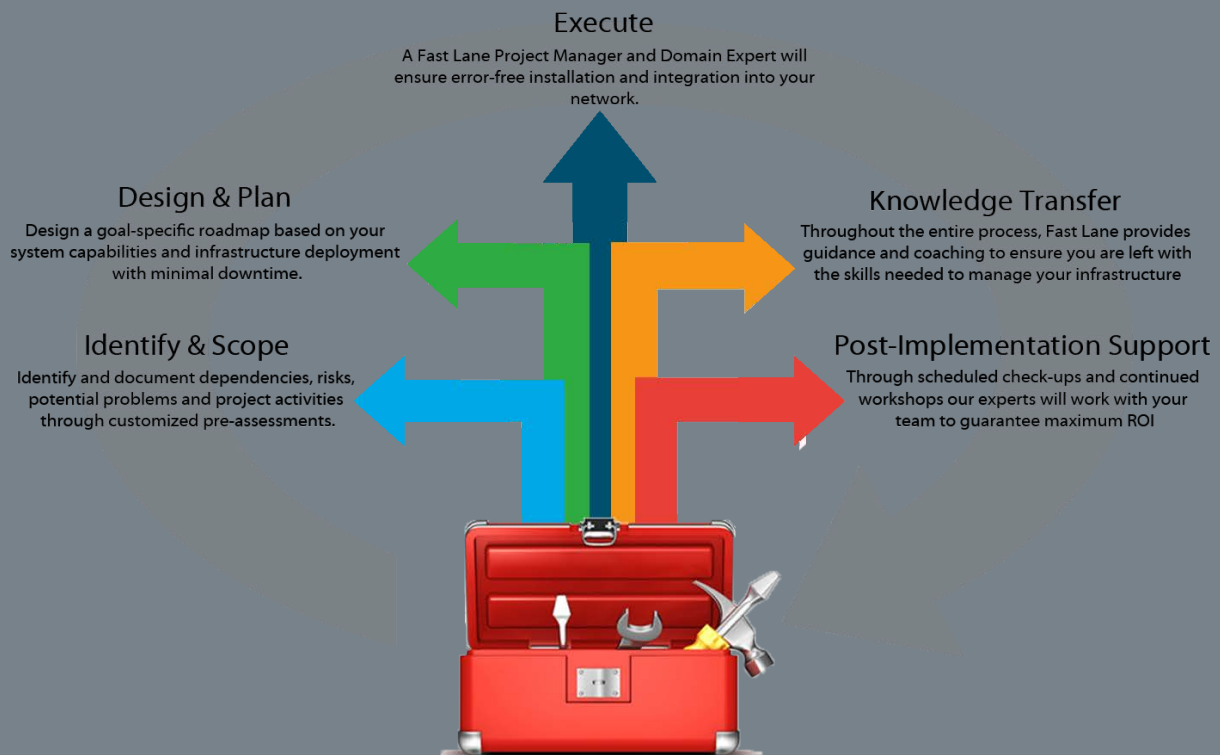 Execute
A Fast Lane Project Manager and Domain Expert will
ensure error-free installation and integration into your
network.
Design & Plan
Design a goal-specific roadmap based on your
system capabilities and infrastructure deployment
with minimal downtime.
Knowledge Transfer
Throughout the entire process, Fast Lane provides
guidance and coaching to ensure you are left with
the skills needed to manage your infrastructure
Identify & Scope
Identify and document dependencies, risks,
potential problems and project activities
through customized pre-assessments.
Post-Implementation Support
Through scheduled check-ups and continued
workshops our experts will work with your
team to guarantee maximum ROI